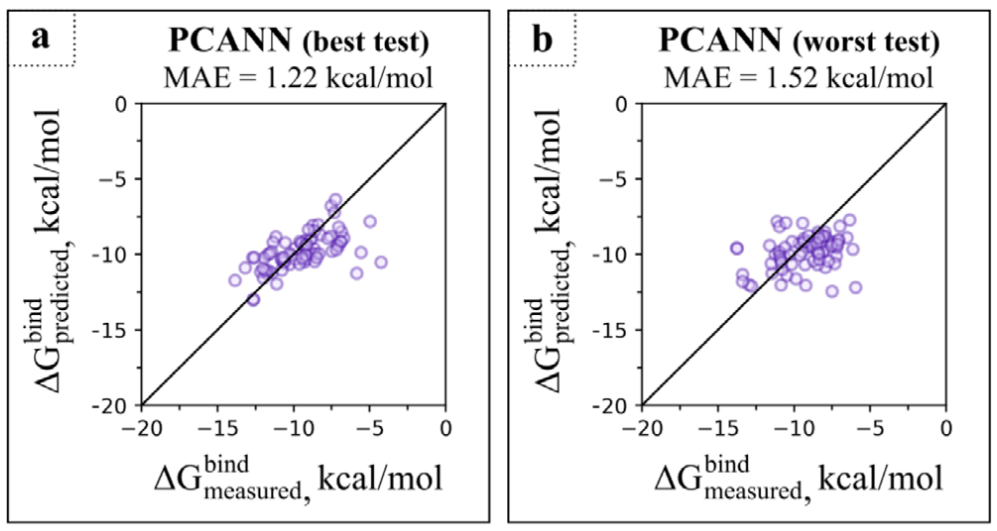 a
PCANN (best test)
MAE = 1.22 kcal/mol
0
−5
-10
-15
-20
−20
−15
−10
−5
0
ΔG^bind_predicted, kcal/mol
ΔG^bind_measured, kcal/mol
b
PCANN (worst test)
MAE = 1.52 kcal/mol
0
−5
-10
-15
-20
−20
−15
−10
−5
0
ΔG^bind_predicted, kcal/mol
ΔG^bind_measured, kcal/mol